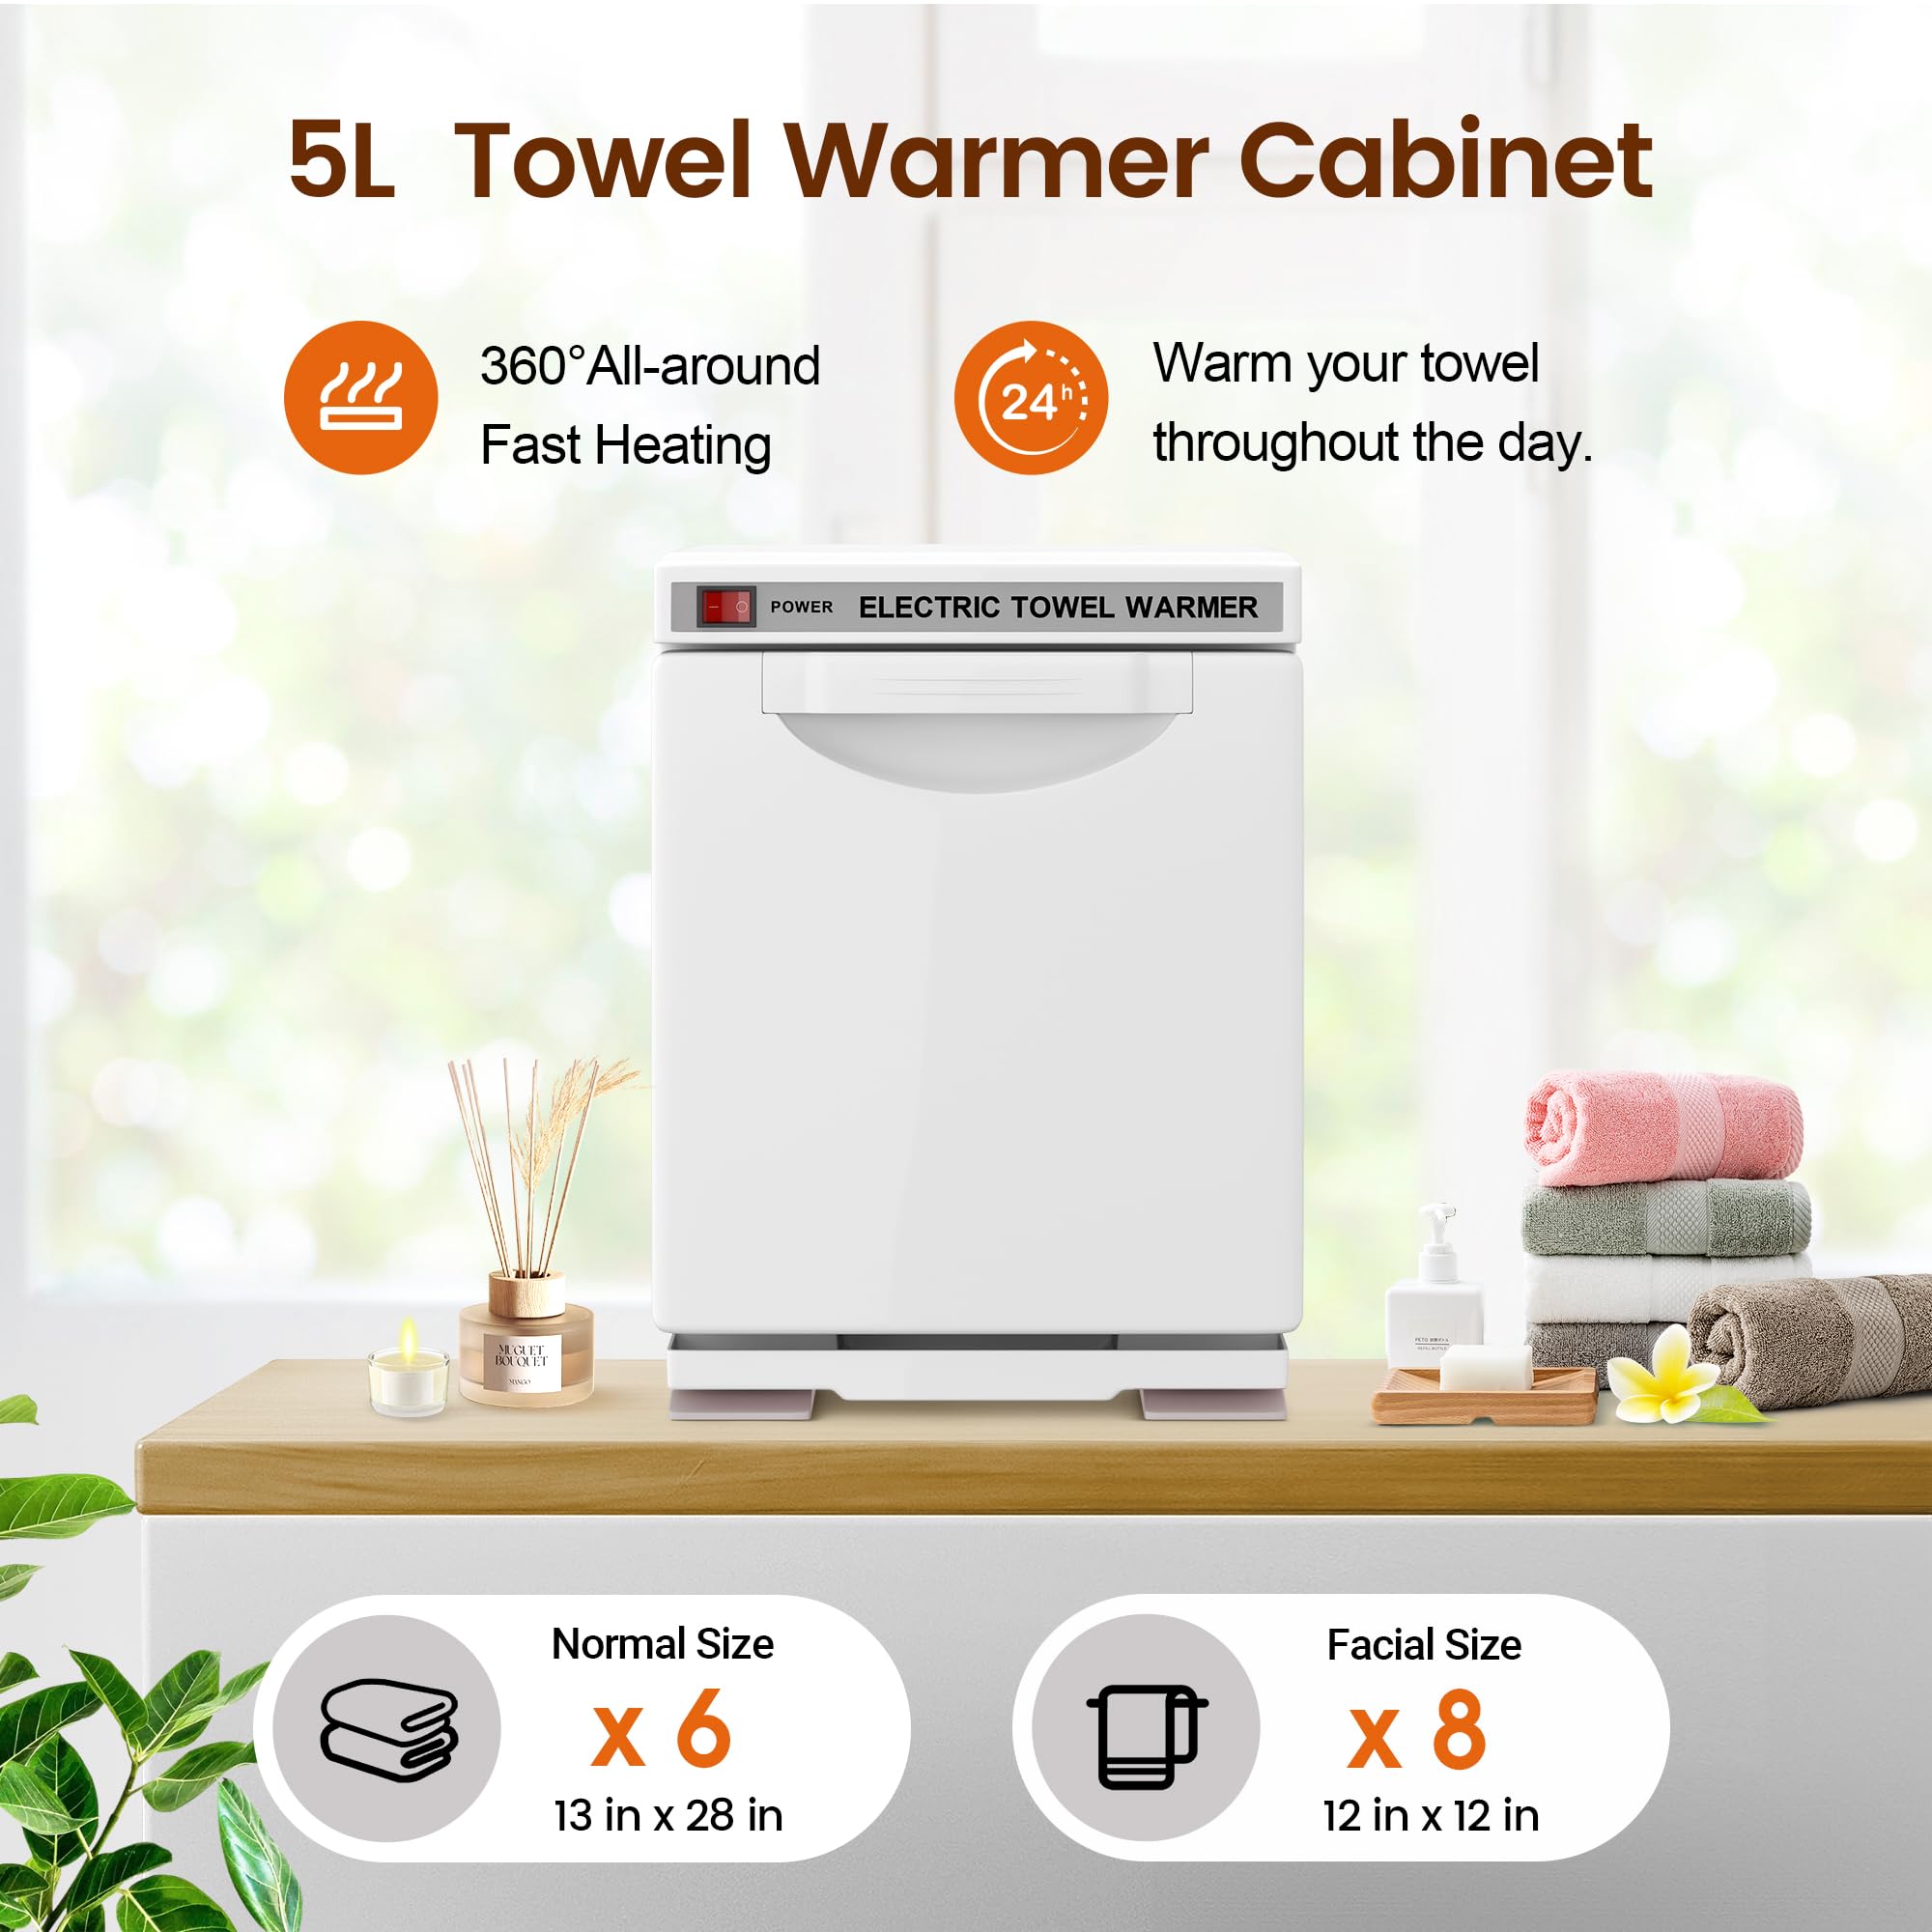 5L Towel Warmer Cabinet
360°All-around
Fast Heating
24h
Warm your towel
throughout the day.
POWER ELECTRIC TOWEL WARMER
MUGUET
BOUQUET
MANGO
Normal Size
x 6
13 in x 28 in
Facial Size
x 8
12 in x 12 in